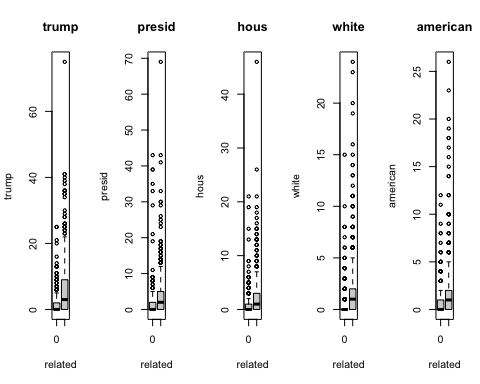 trump presid hous white american
trump
0 20 40 60
0
related
presid
0 10 20 30 40 50 60 70
0
related
hous
0 10 20 30 40
0
related
white
0 5 10 15 20
0
related
american
0 5 10 15 20 25
0
related